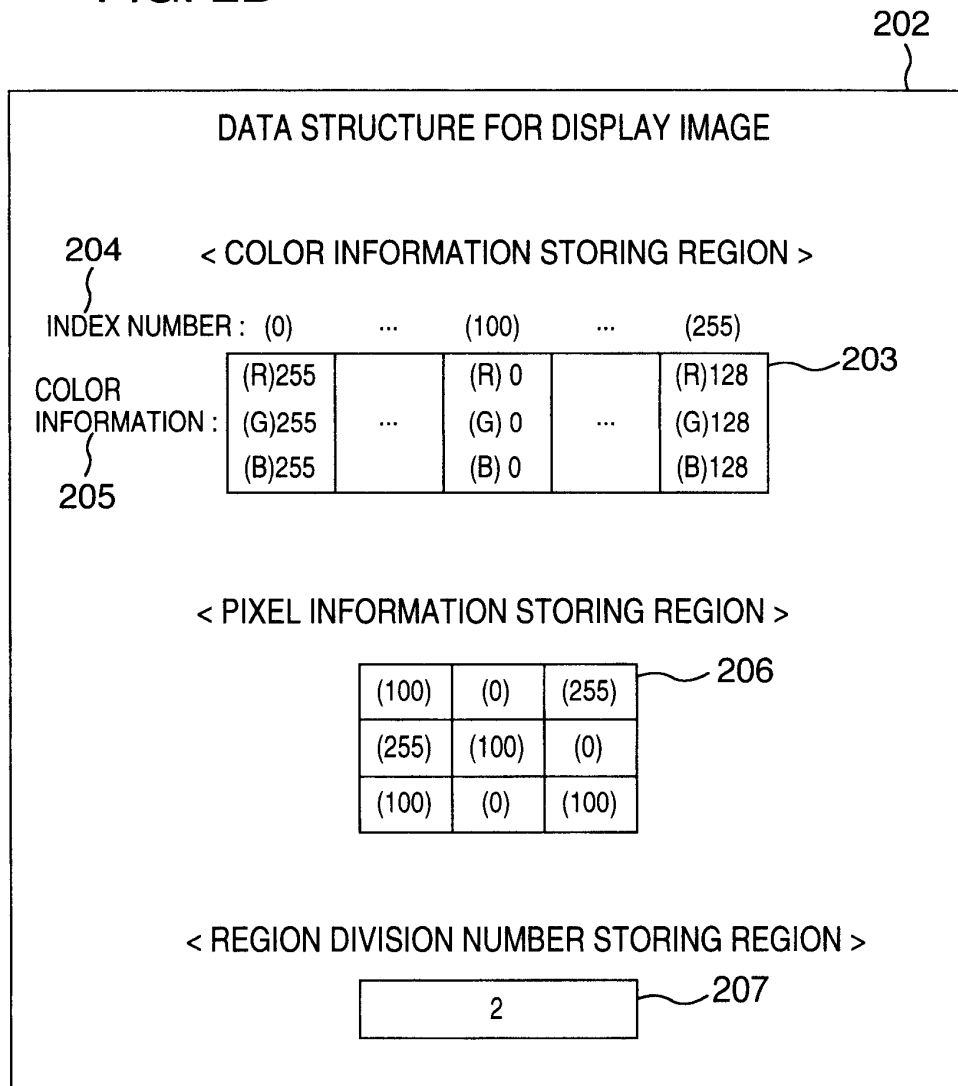 202
DATA STRUCTURE FOR DISPLAY IMAGE
204
< COLOR INFORMATION STORING REGION >
INDEX NUMBER : (0) ... (100) ... (255)
203
COLOR INFORMATION :
(R)255 (R) 0 (R)128
(G)255 ... (G) 0 ... (G)128
(B)255 (B) 0 (B)128
205
< PIXEL INFORMATION STORING REGION >
206
(100) (0) (255)
(255) (100) (0)
(100) (0) (100)
< REGION DIVISION NUMBER STORING REGION >
2
207